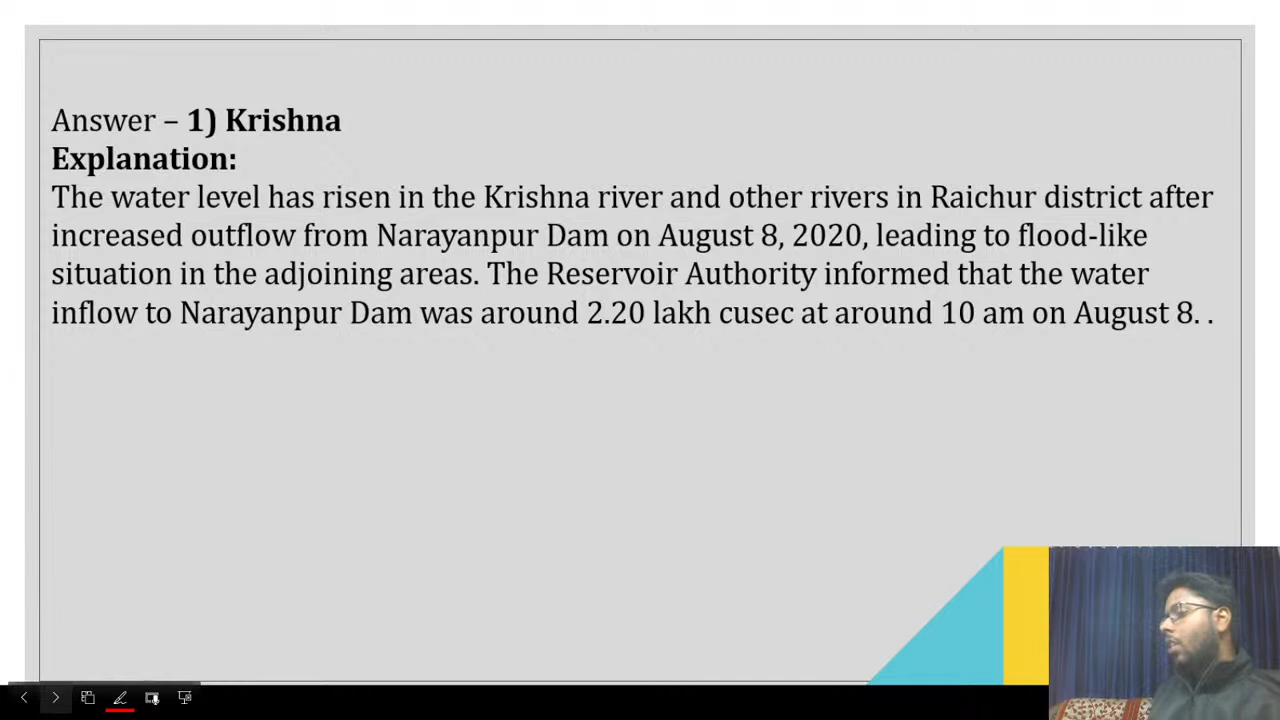 Answer – 1) Krishna
Explanation:
The water level has risen in the Krishna river and other rivers in Raichur district after
increased outflow from Narayanpur Dam on August 8, 2020, leading to flood-like
situation in the adjoining areas. The Reservoir Authority informed that the water
inflow to Narayanpur Dam was around 2.20 lakh cusec at around 10 am on August 8. .